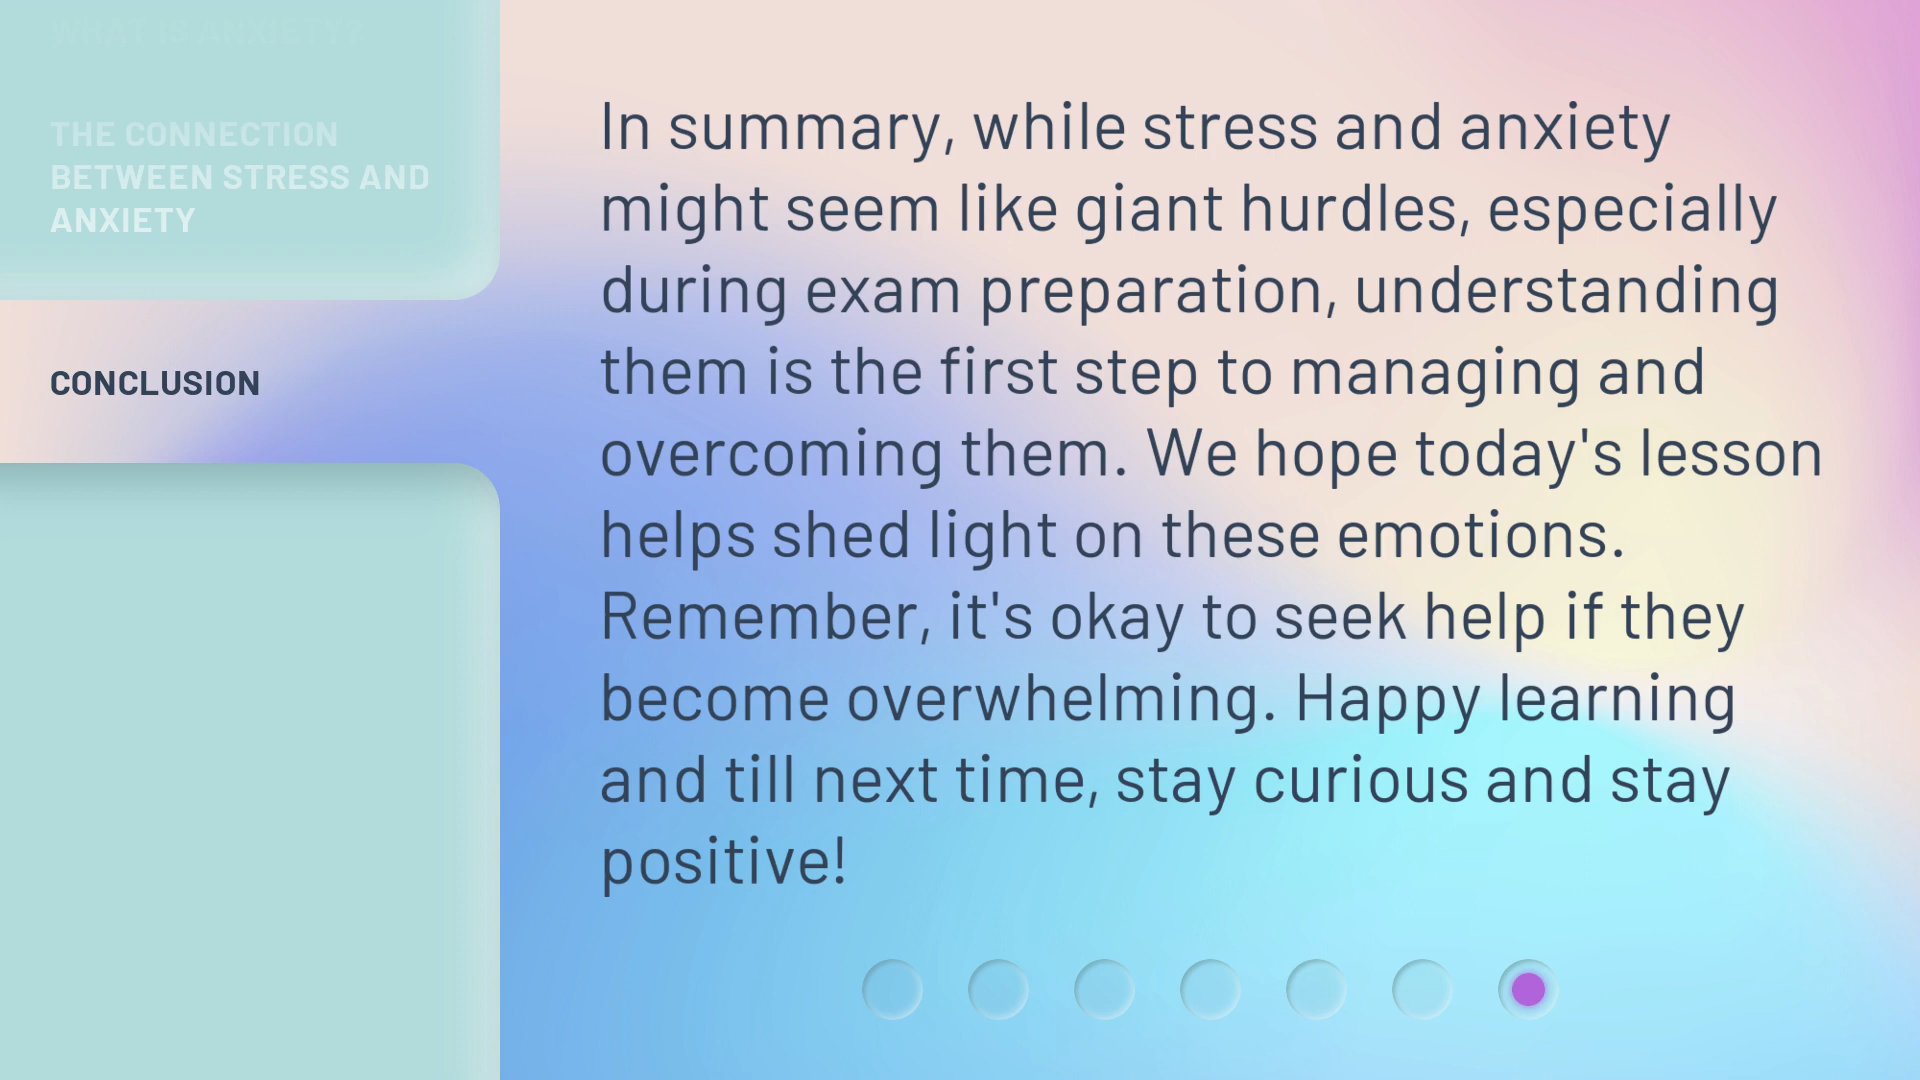 WHAT IS ANXIETY?
THE CONNECTION
BETWEEN STRESS AND
ANXIETY
CONCLUSION
In summary, while stress and anxiety
might seem like giant hurdles, especially
during exam preparation, understanding
them is the first step to managing and
overcoming them. We hope today's lesson
helps shed light on these emotions.
Remember, it's okay to seek help if they
become overwhelming. Happy learning
and till next time, stay curious and stay
positive!